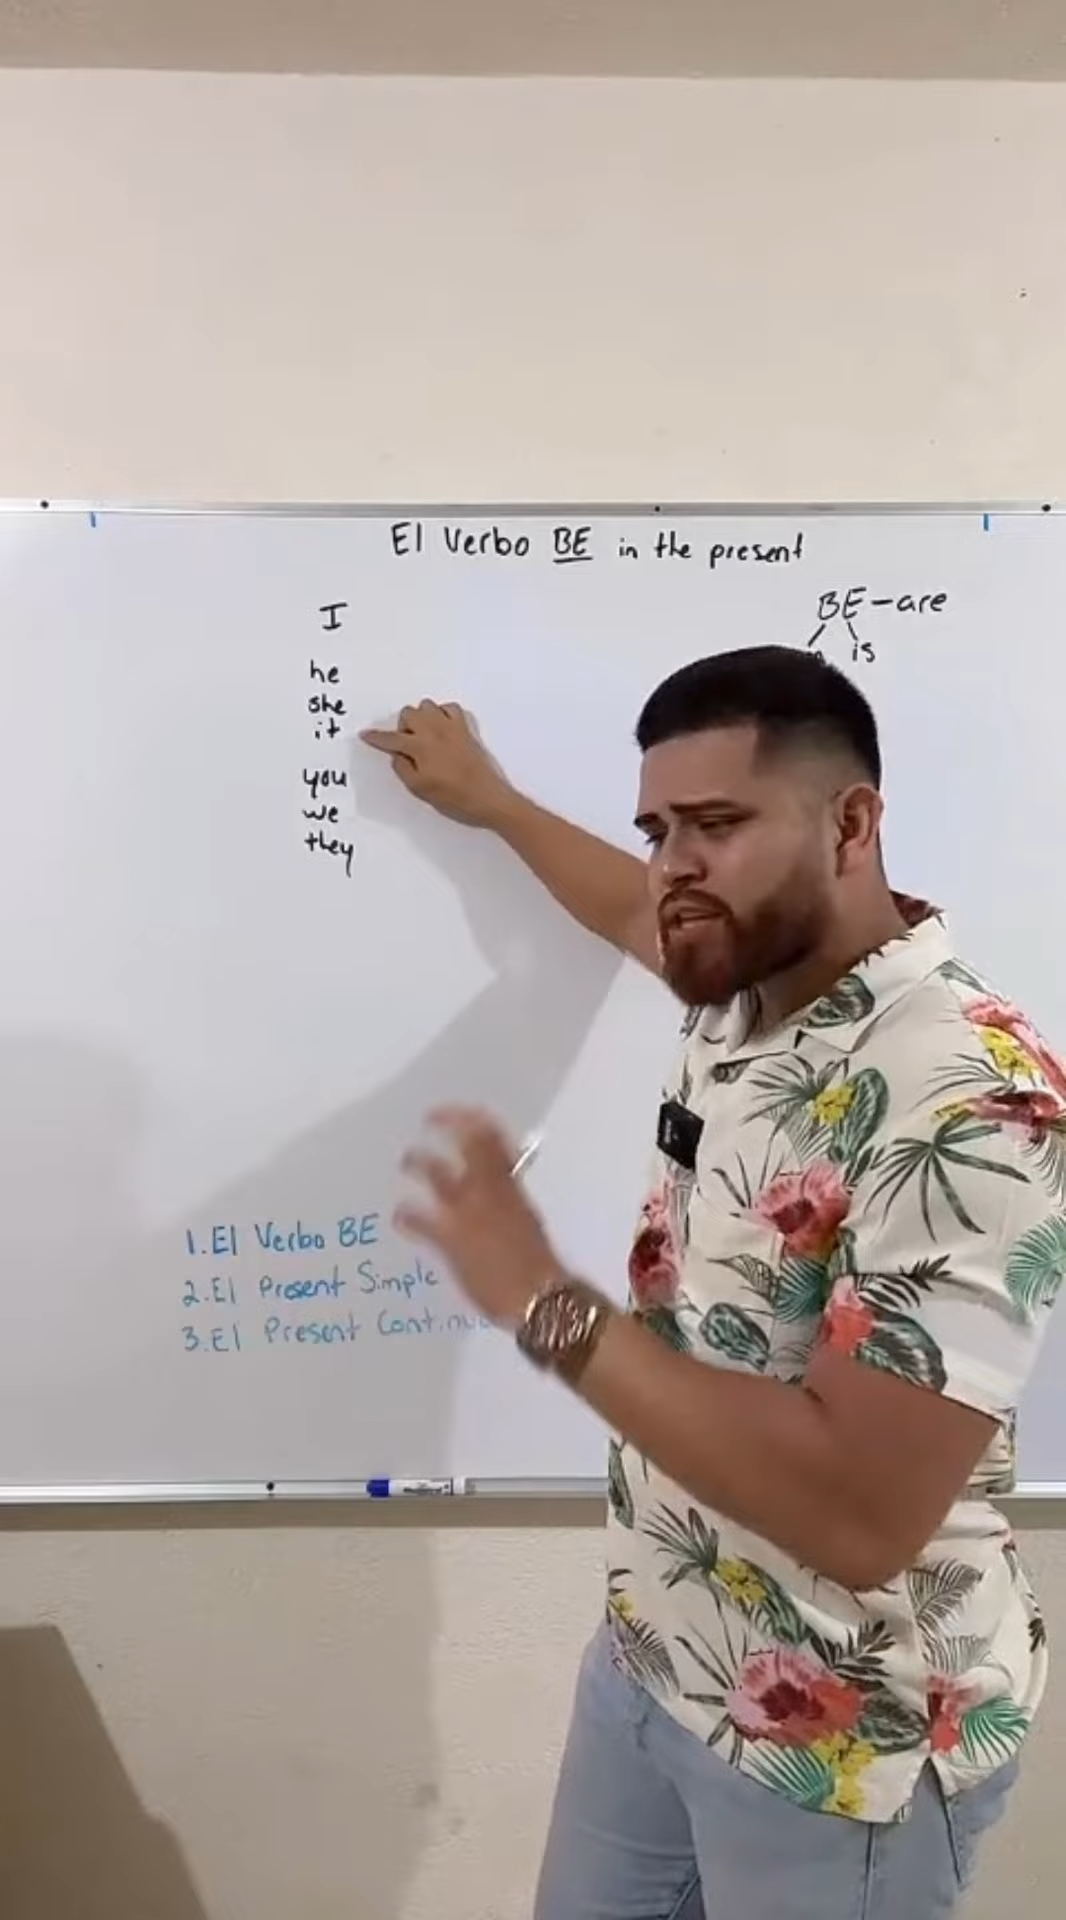 El Verbo BE in the present
I
he
she
it
you
we
they
BE-are
is
1. El Verbo BE
2. El Present Simple
3. El Present